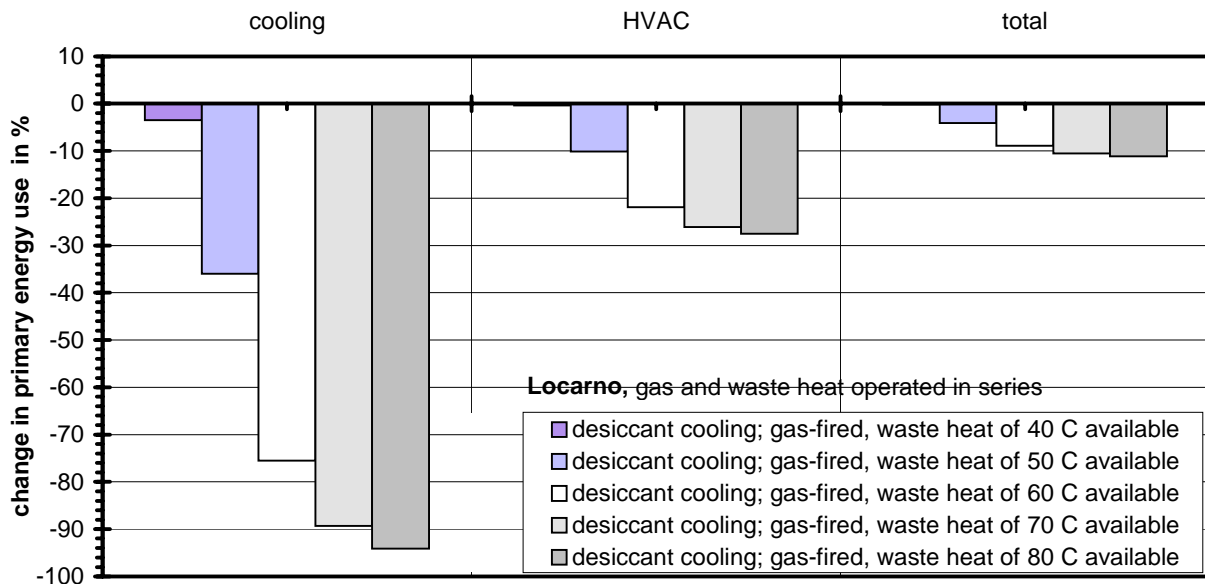 cooling HVAC total
change in primary energy use in %
10
0
-10
-20
-30
-40
-50
-60
-70
-80
-90
-100
Locarno, gas and waste heat operated in series
desiccant cooling; gas-fired, waste heat of 40 C available
desiccant cooling; gas-fired, waste heat of 50 C available
desiccant cooling; gas-fired, waste heat of 60 C available
desiccant cooling; gas-fired, waste heat of 70 C available
desiccant cooling; gas-fired, waste heat of 80 C available